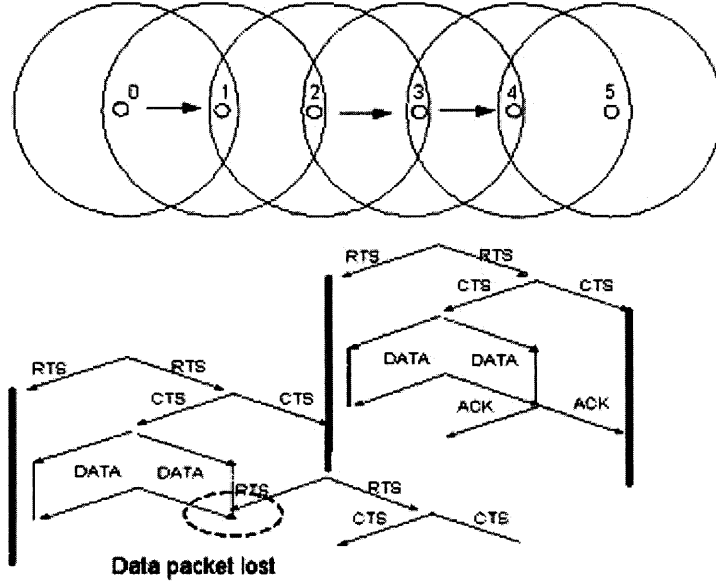 0 1 2 3 4 5
RTS RTS
CTS CTS
RTS RTS
DATA DATA
CTS CTS
ACK ACK
DATA DATA
RTS RTS
CTS CTS
Data packet lost